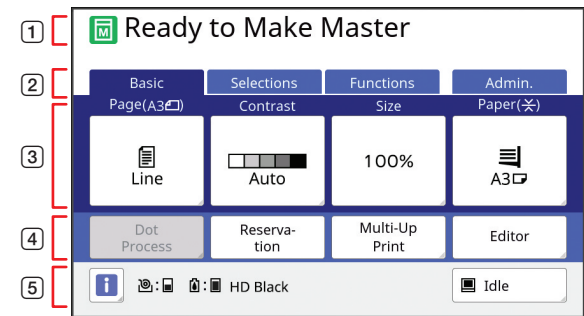 1
M Ready to Make Master
2
Basic Selections Functions Admin.
Page(A3) Contrast Size Paper( )
3
Line Auto 100% A3
4
Dot Process
Reserva-
tion
Multi-Up
Print
Editor
5
i : : HD Black Idle